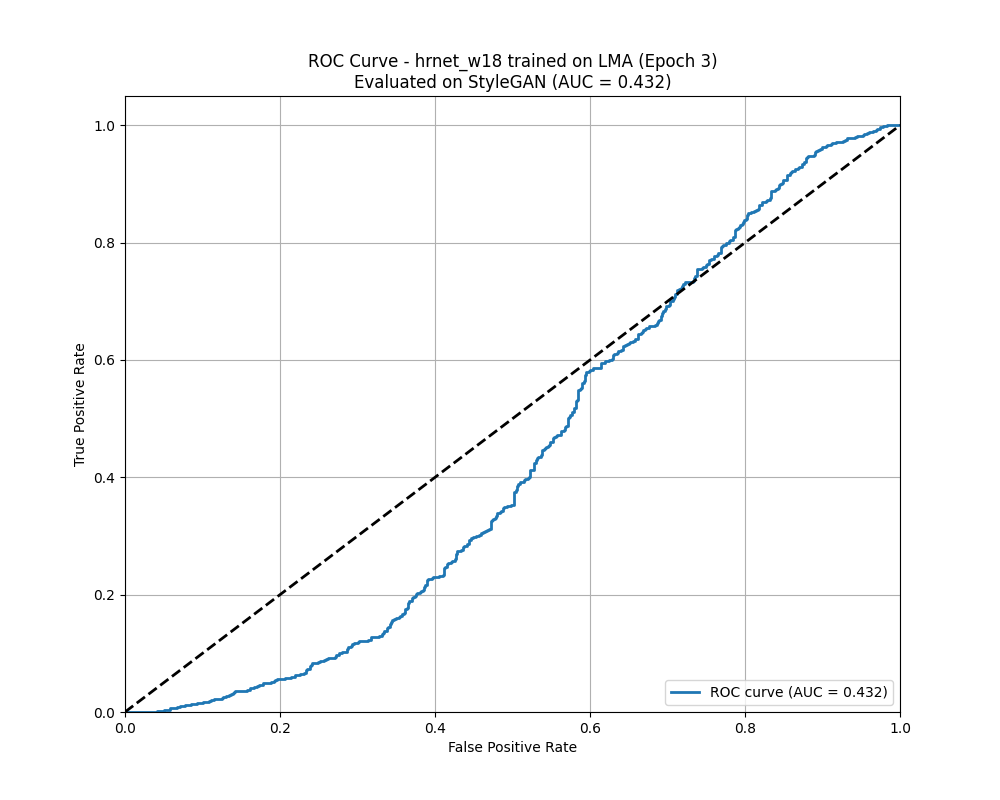 ROC Curve - hrnet_w18 trained on LMA (Epoch 3)
Evaluated on StyleGAN (AUC = 0.432)
True Positive Rate
1.0
0.8
0.6
0.4
0.2
0.0
ROC curve (AUC = 0.432)
0.0 0.2 0.4 0.6 0.8 1.0
False Positive Rate